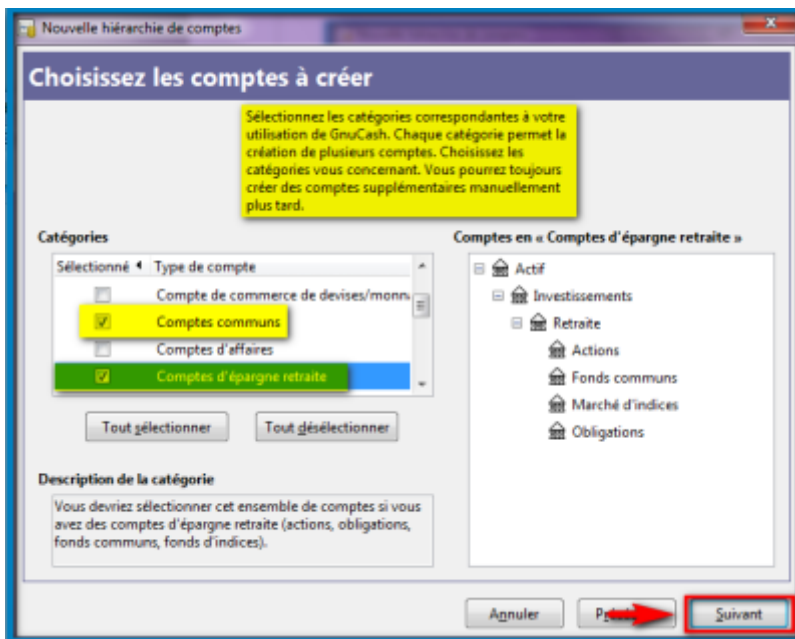 Nouvelle hiérarchie de comptes
Choisissez les comptes à créer
Sélectionnez les catégories correspondantes à votre
utilisation de GnuCash. Chaque catégorie permet la
création de plusieurs comptes. Choisissez les
catégories vous concernant. Vous pourrez toujours
créer des comptes supplémentaires manuellement
plus tard.
Catégories
Sélectionné Type de compte
Compte de commerce de devises/monn
Comptes communs
Comptes d'affaires
Comptes d'épargne retraite
Tout sélectionner Tout désélectionner
Description de la catégorie
Vous devriez sélectionner cet ensemble de comptes si vous
avez des comptes d'épargne retraite (actions, obligations,
fonds communs, fonds d'indices).
Comptes en « Comptes d'épargne retraite »
Actif
Investissements
Retraite
Actions
Fonds communs
Marché d'indices
Obligations
Annuler Suivant